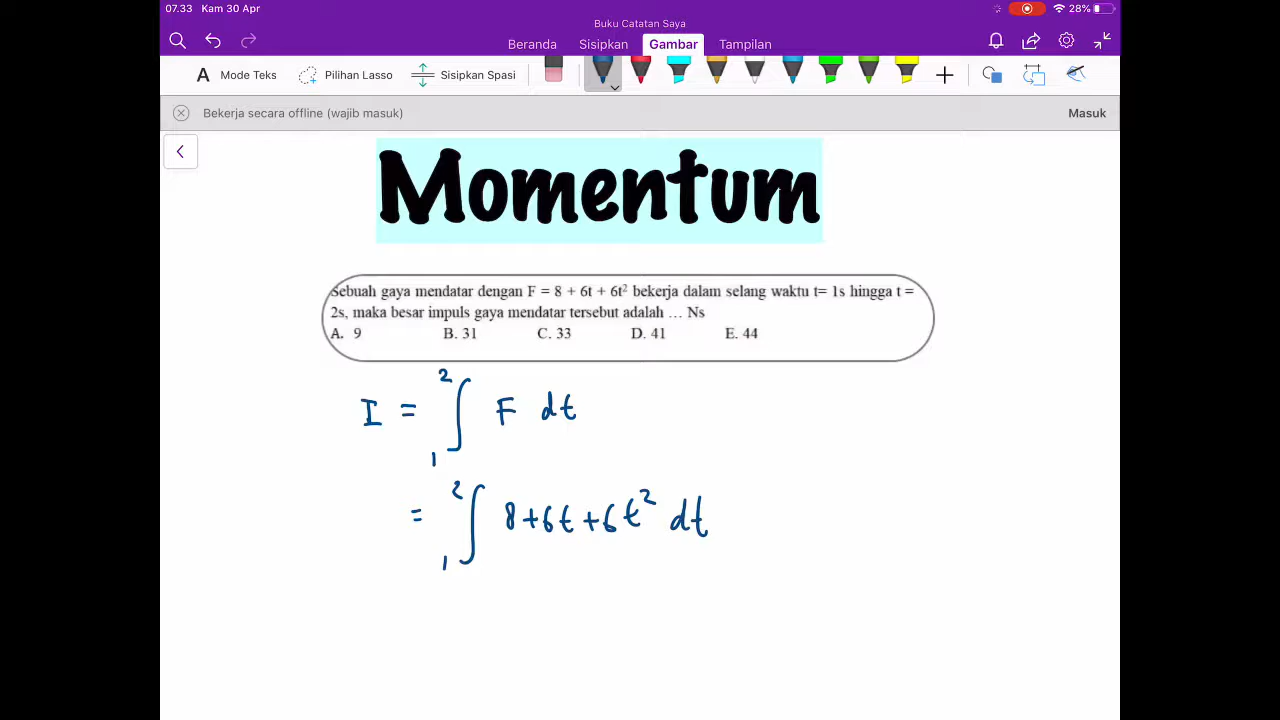 07.33 Kam 30 Apr
28%
Buku Catatan Saya
Beranda Sisipkan Gambar Tampilan
A Mode Teks Pilihan Lasso Sisipkan Spasi
Bekerja secara offline (wajib masuk) Masuk
Momentum
Sebuah gaya mendatar dengan F = 8 + 6t + 6t² bekerja dalam selang waktu t= 1s hingga t =
2s, maka besar impuls gaya mendatar tersebut adalah … Ns
A. 9 B. 31 C. 33 D. 41 E. 44
I = ₁²∫ F dt
= ₁²∫ 8+6t+6t² dt